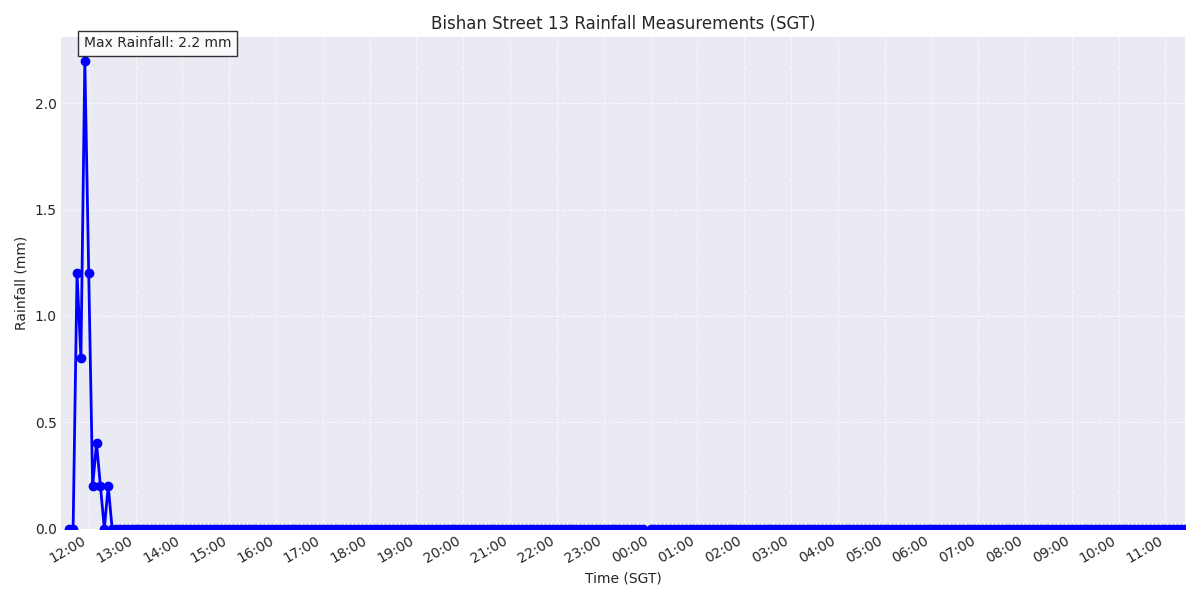 Bishan Street 13 Rainfall Measurements (SGT)
Max Rainfall: 2.2 mm
2.0
1.5
1.0
0.5
0.0
Rainfall (mm)
12:00 13:00 14:00 15:00 16:00 17:00 18:00 19:00 20:00 21:00 22:00 23:00 00:00 01:00 02:00 03:00 04:00 05:00 06:00 07:00 08:00 09:00 10:00 11:00
Time (SGT)